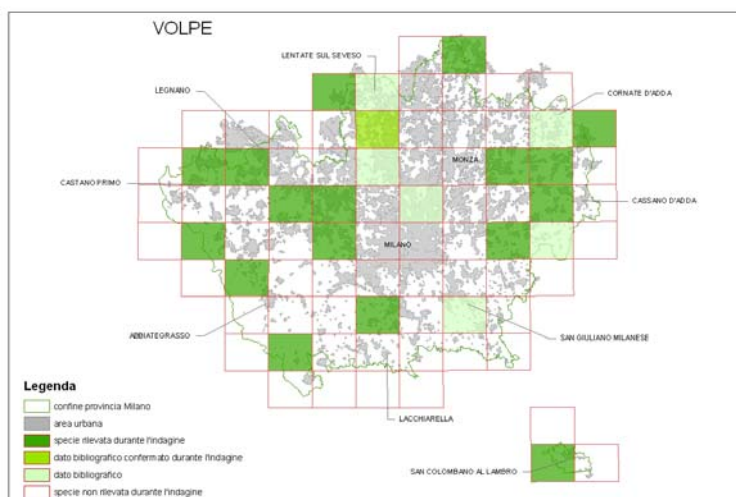 VOLPE
LENTATE SUL SEVESO
LEGNANO
CORNATE D'ADDA
MONZA
CASTANO PRIMO
CASSANO D'ADDA
MILANO
ABBIATEGRASSO
SAN GIULIANO MILANESE
LACCHIARELLA
SAN COLOMBANO AL LAMBRO
Legenda
confine provincia Milano
area urbana
specie rilevata durante l'indagine
dato bibliografico confermato durante l'indagine
dato bibliografico
specie non rilevata durante l'indagine